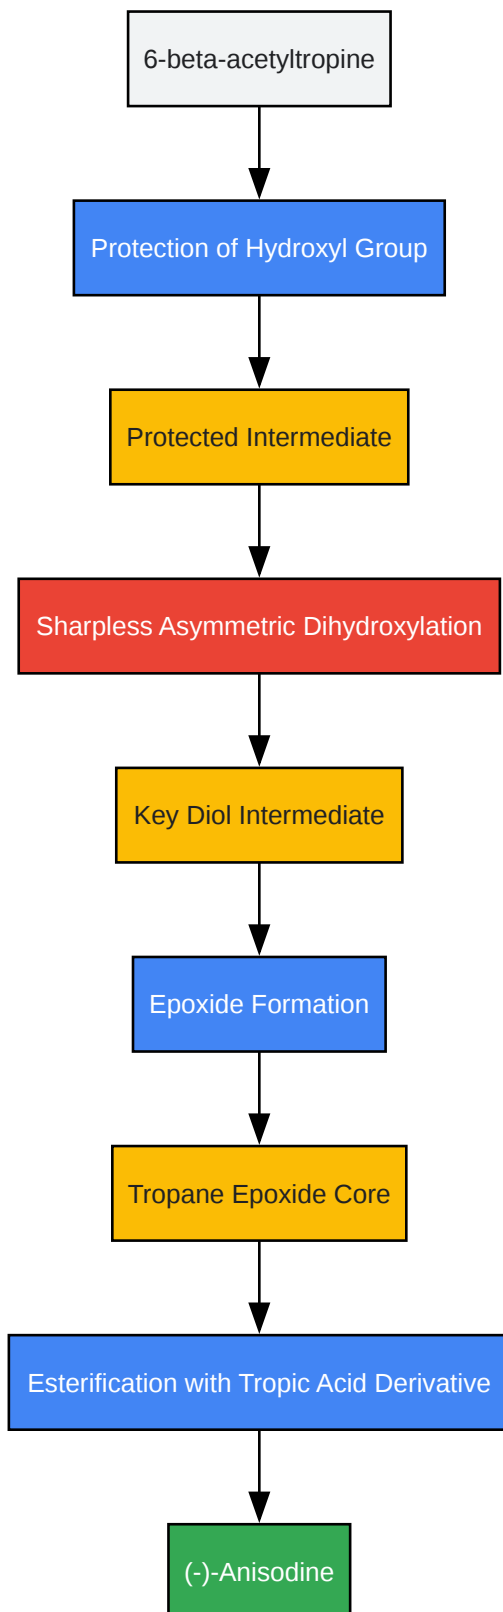 6-beta-acetyltropine
Protection of Hydroxyl Group
Protected Intermediate
Sharpless Asymmetric Dihydroxylation
Key Diol Intermediate
Epoxide Formation
Tropane Epoxide Core
Esterification with Tropic Acid Derivative
(-)-Anisodine